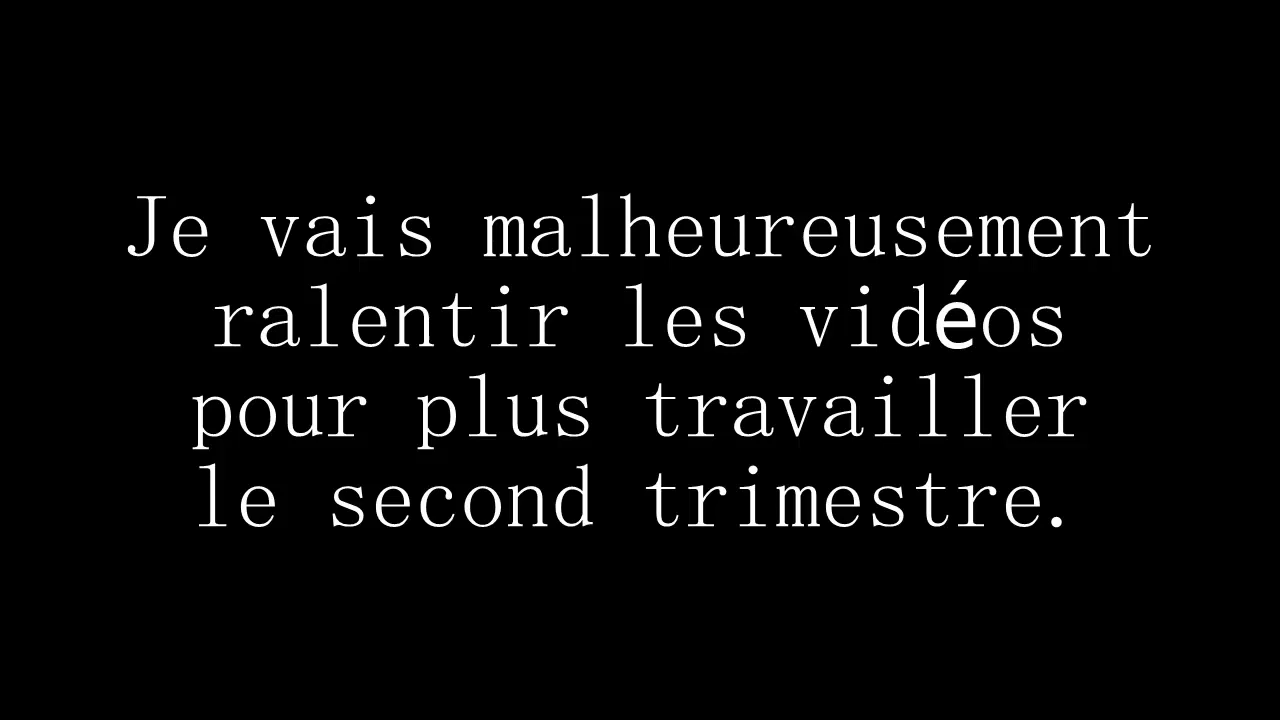 Je vais malheureusement
ralentir les vidéos
pour plus travailler
le second trimestre.